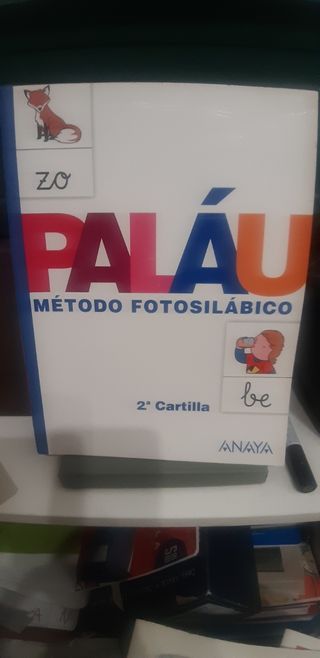 zo
PALÁU
MÉTODO FOTOSILÁBICO
2ª Cartilla
be
ANAYA